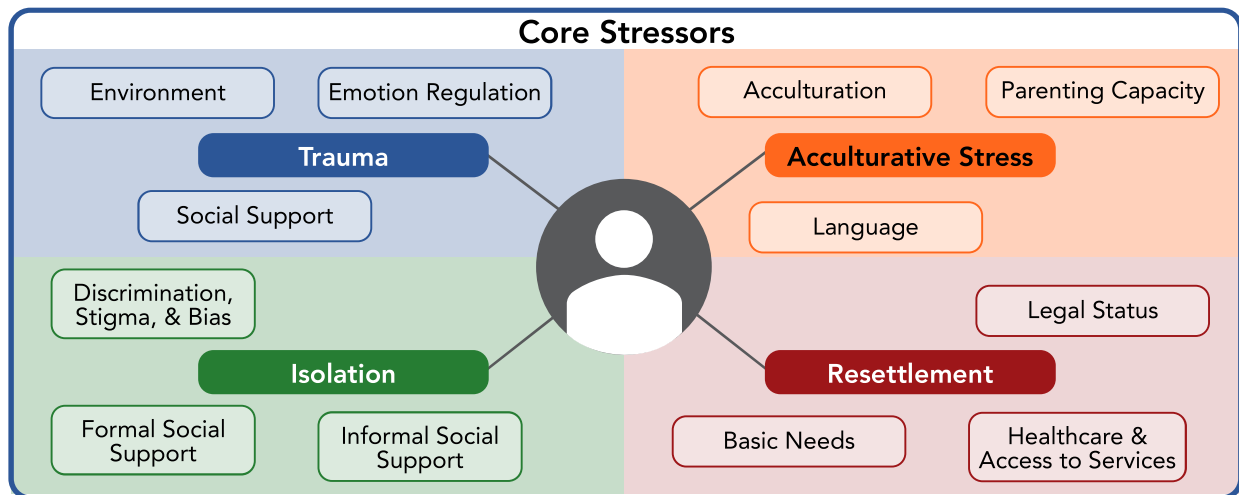 Core Stressors
Environment
Emotion Regulation
Trauma
Social Support
Acculturation
Parenting Capacity
Acculturative Stress
Language
Discrimination,
Stigma, & Bias
Isolation
Formal Social
Support
Informal Social
Support
Legal Status
Resettlement
Basic Needs
Healthcare &
Access to Services